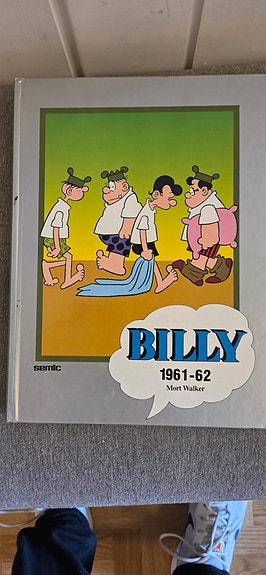 BILLY
1961-62
Mort Walker
semic